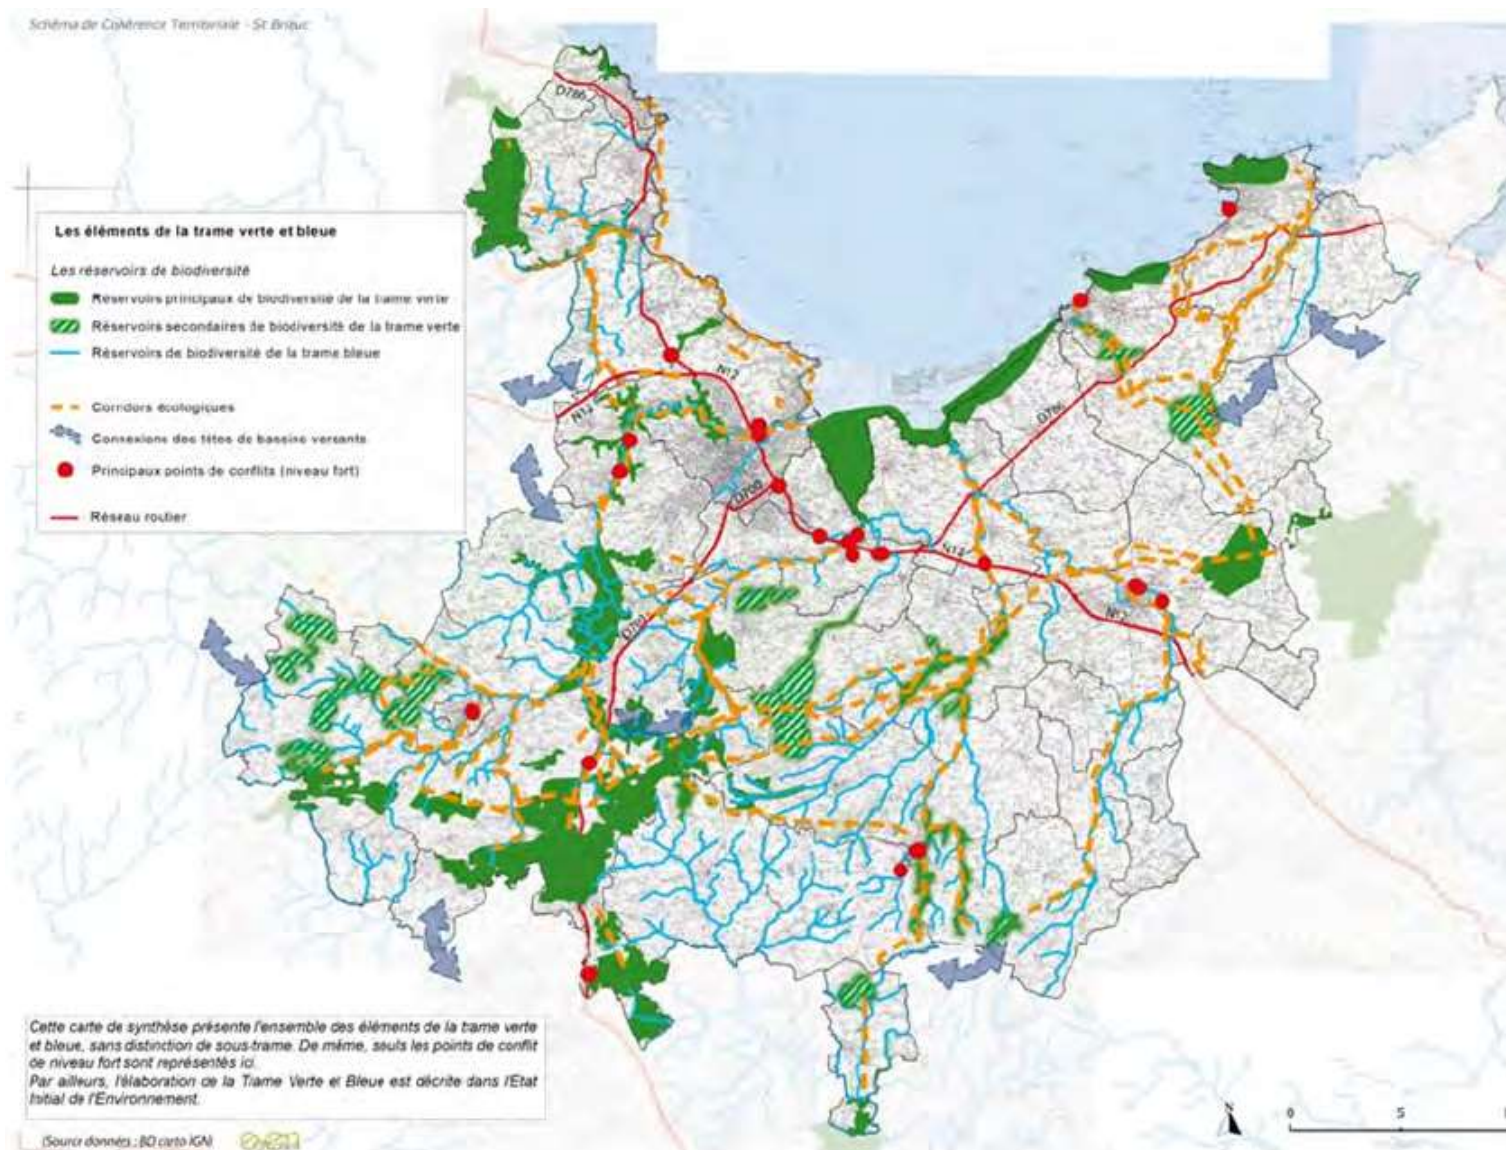 Schéma de Cohérence Territoriale - St Brieuc
Les éléments de la trame verte et bleue
Les réservoirs de biodiversité
Réservoirs principaux de biodiversité de la trame verte
Réservoirs secondaires de biodiversité de la trame verte
Réservoirs de biodiversité de la trame bleue
Corridors écologiques
Connexions des têtes de bassins versants
Principaux points de conflits (niveau fort)
Réseau routier
D786
N12
N12
D700
D786
N12
D700
N12
Cette carte de synthèse présente l'ensemble des éléments de la trame verte
et bleue, sans distinction de sous-trame. De même, seuls les points de conflit
de niveau fort sont représentés ici.
Par ailleurs, l'élaboration de la Trame Verte et Bleue est décrite dans l'Etat
Initial de l'Environnement.
(Source données : BD carto IGN)
N
0 5